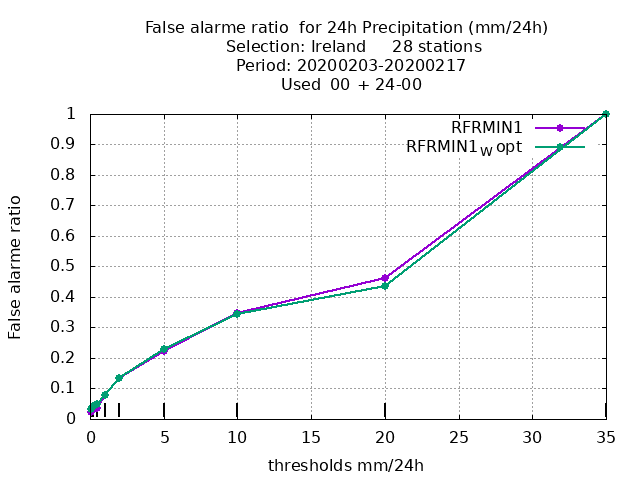 False alarme ratio  for 24h Precipitation (mm/24h)
Selection: Ireland     28 stations
Period: 20200203-20200217
Used  00 + 24-00
RFRMIN1
RFRMIN1W opt
1
0.9
0.8
0.7
0.6
0.5
0.4
0.3
0.2
0.1
0
False alarme ratio
0 5 10 15 20 25 30 35
thresholds mm/24h